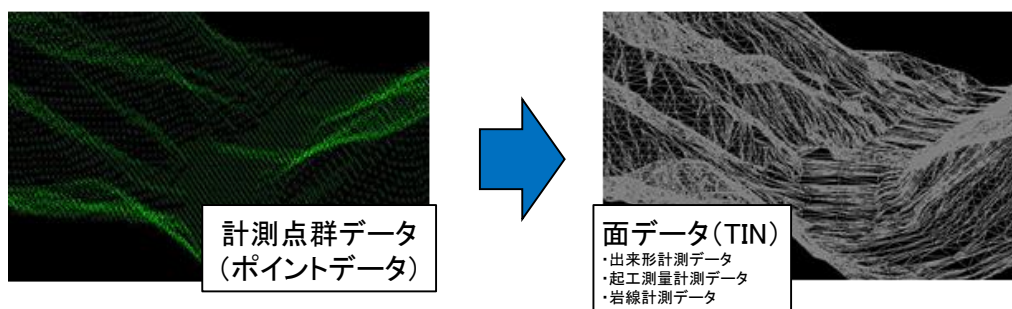 計測点群データ
(ポイントデータ)
面データ(TIN)
・出来形計測データ
・起工測量計測データ
・岩線計測データ